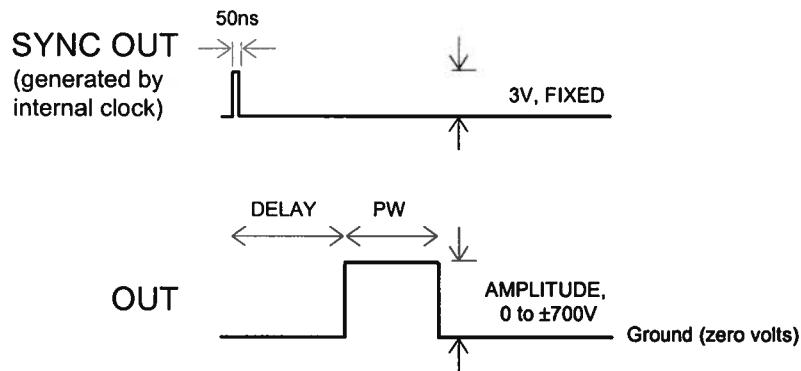 50ns
SYNC OUT
(generated by
internal clock)
3V, FIXED
DELAY
PW
OUT
AMPLITUDE,
0 to ±700V
Ground (zero volts)